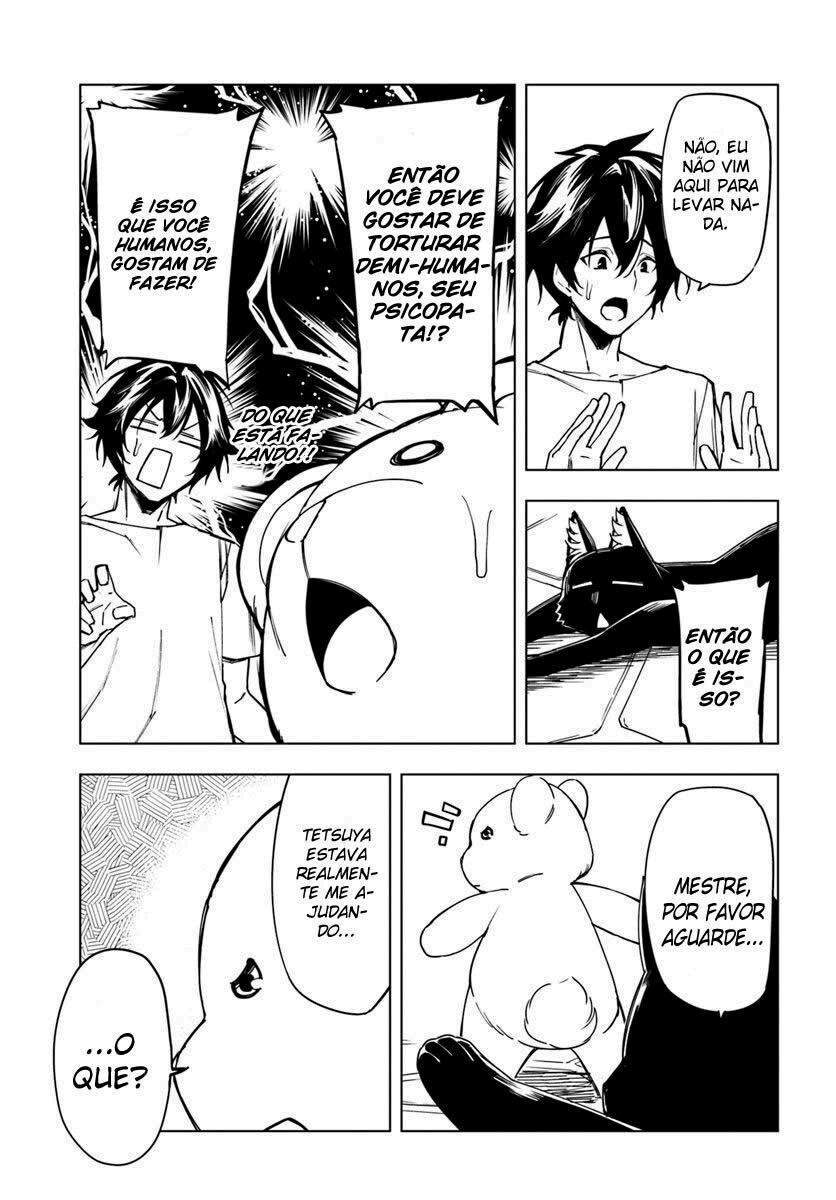 NÃO, EU
NÃO VIM
AQUI PARA
LEVAR NA-
DA.
ENTÃO
VOCÊ DEVE
GOSTAR DE
TORTURAR
DEMI-HUMA-
NOS, SEU
PSICOPA-
TA!?
É ISSO
QUE VOCÊ
HUMANOS,
GOSTAM DE
FAZER!
DO QUE
ESTÁ FA-
LANDO!!
ENTÃO
O QUE
É IS-
SO?
MESTRE,
POR FAVOR
AGUARDE...
!!
TETSUYA
ESTAVA
REALMEN-
TE ME A-
JUDAN-
DO...
...O
QUE?